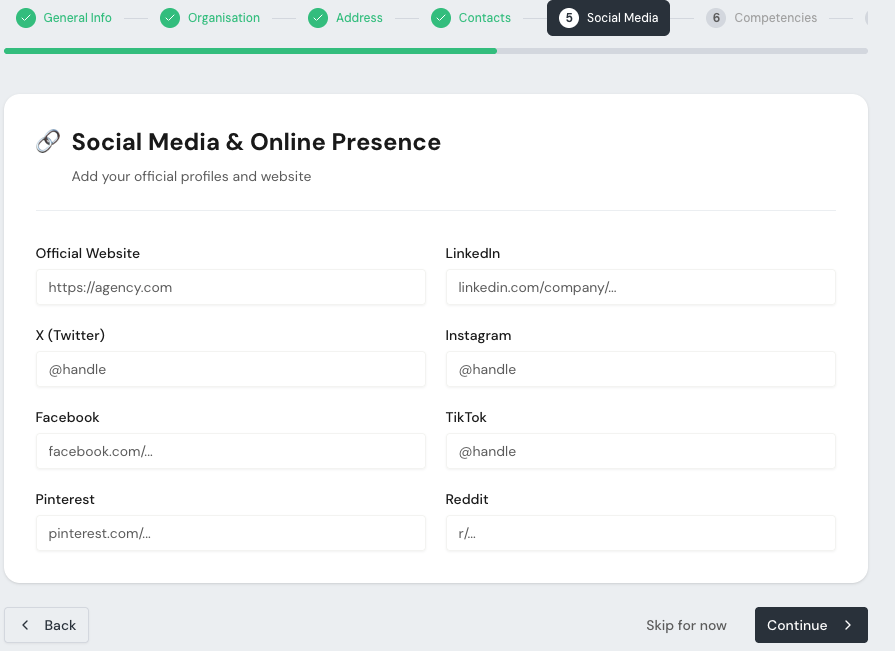 General Info Organisation Address Contacts 5 Social Media 6 Competencies
Social Media & Online Presence
Add your official profiles and website
Official Website LinkedIn
https://agency.com linkedin.com/company/...
X (Twitter) Instagram
@handle @handle
Facebook TikTok
facebook.com/... @handle
Pinterest Reddit
pinterest.com/... r/...
Back Skip for now Continue